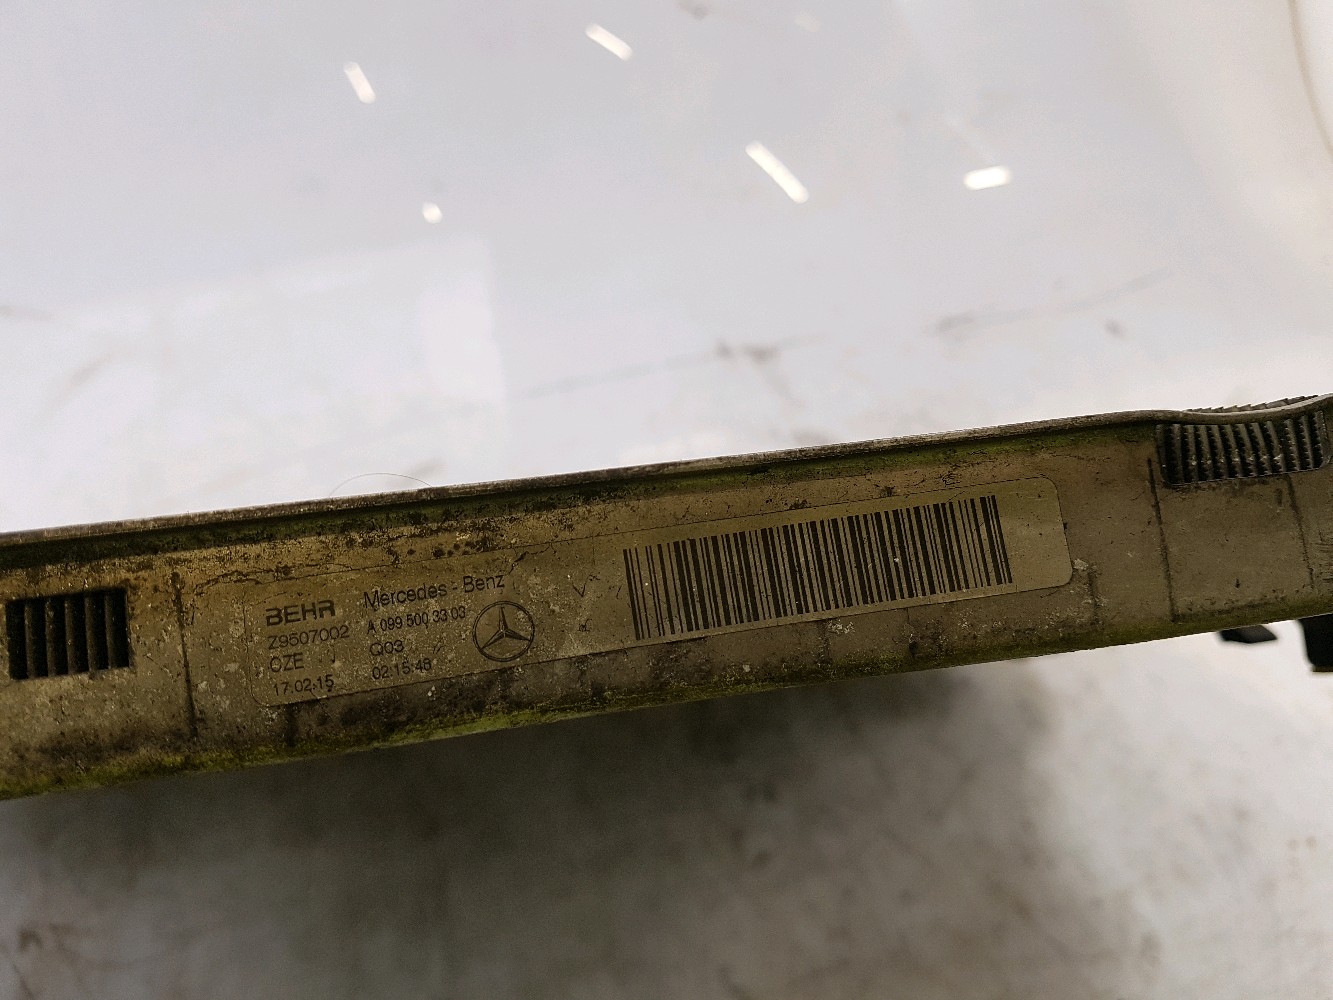 BEHR Mercedes-Benz
Z9507002 A 099 500 33 03
CZE Q03
17.02.15 02:15:48